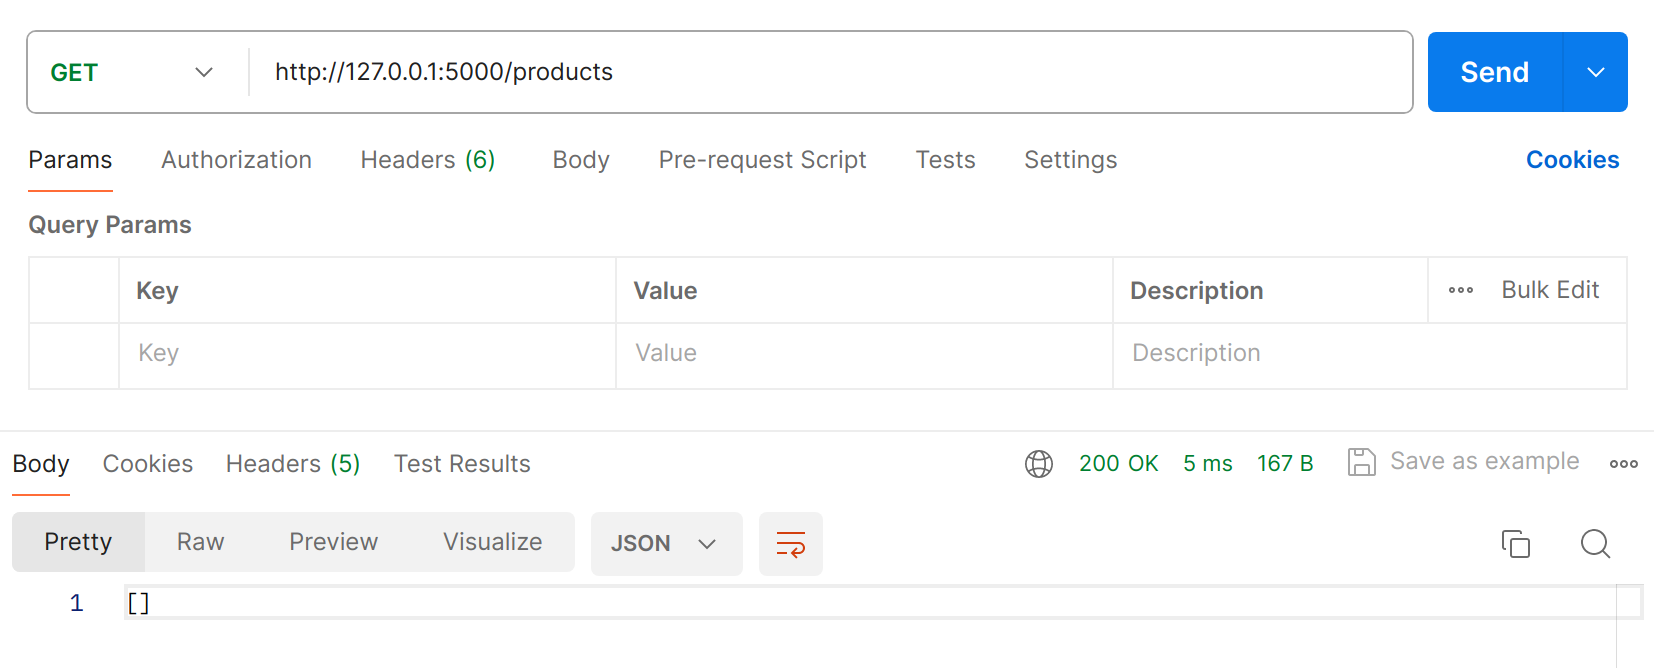 GET http://127.0.0.1:5000/products Send
Params Authorization Headers (6) Body Pre-request Script Tests Settings Cookies
Query Params
Key Value Description Bulk Edit
Key Value Description
Body Cookies Headers (5) Test Results 200 OK 5 ms 167 B Save as example
Pretty Raw Preview Visualize JSON
1 []